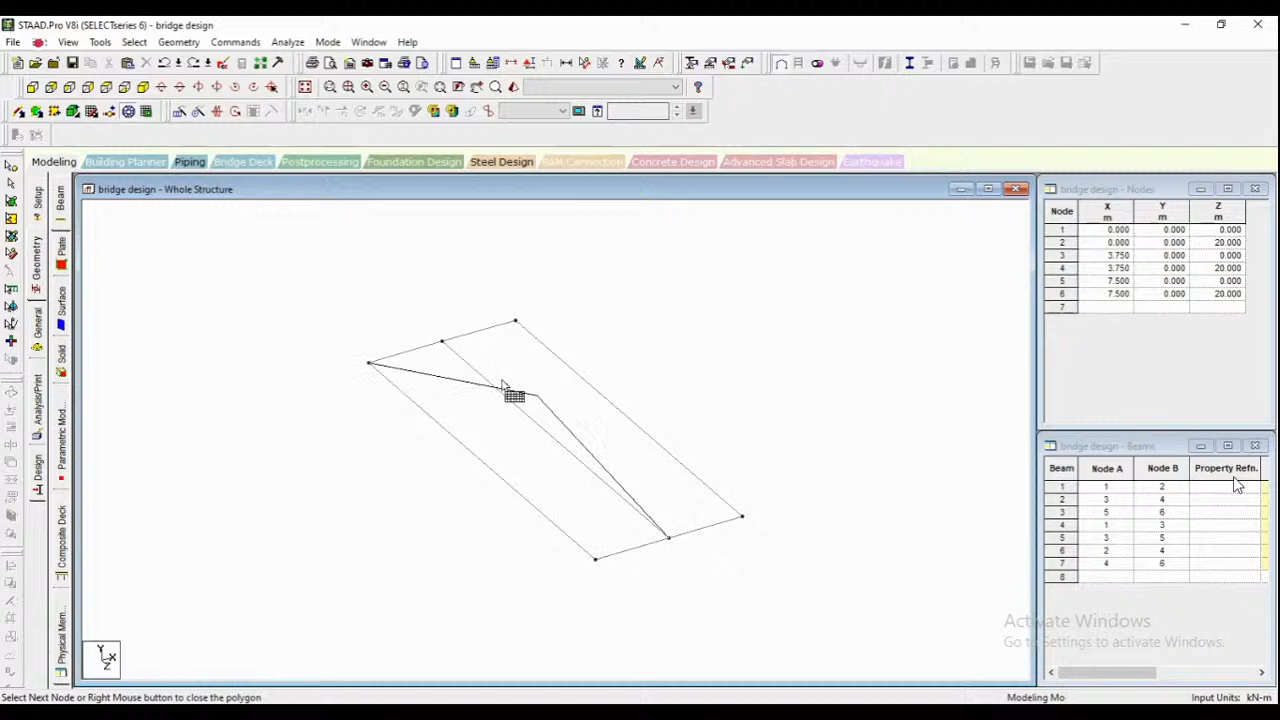 STAAD.Pro V8i (SELECTseries 6) - bridge design
File View Tools Select Geometry Commands Analyze Mode Window Help
Modeling Building Planner Piping Bridge Deck Postprocessing Foundation Design Steel Design RAM Connection Concrete Design Advanced Slab Design Earthquake
Setup
Geometry
General
Analysis/Print
Design
Beam
Plate
Surface
Solid
Parametric Mod...
Composite Deck
Physical Mem...
bridge design - Whole Structure
Y
X
Z
bridge design - Nodes
Node X m Y m Z m
1 0.000 0.000 0.000
2 0.000 0.000 20.000
3 3.750 0.000 0.000
4 3.750 0.000 20.000
5 7.500 0.000 0.000
6 7.500 0.000 20.000
7
bridge design - Beams
Beam Node A Node B Property Refn.
1 1 2
2 3 4
3 5 6
4 1 3
5 3 5
6 2 4
7 4 6
8
Activate Windows
Go to Settings to activate Windows.
Select Next Node or Right Mouse button to close the polygon
Modeling Mo
Input Units: kN-m